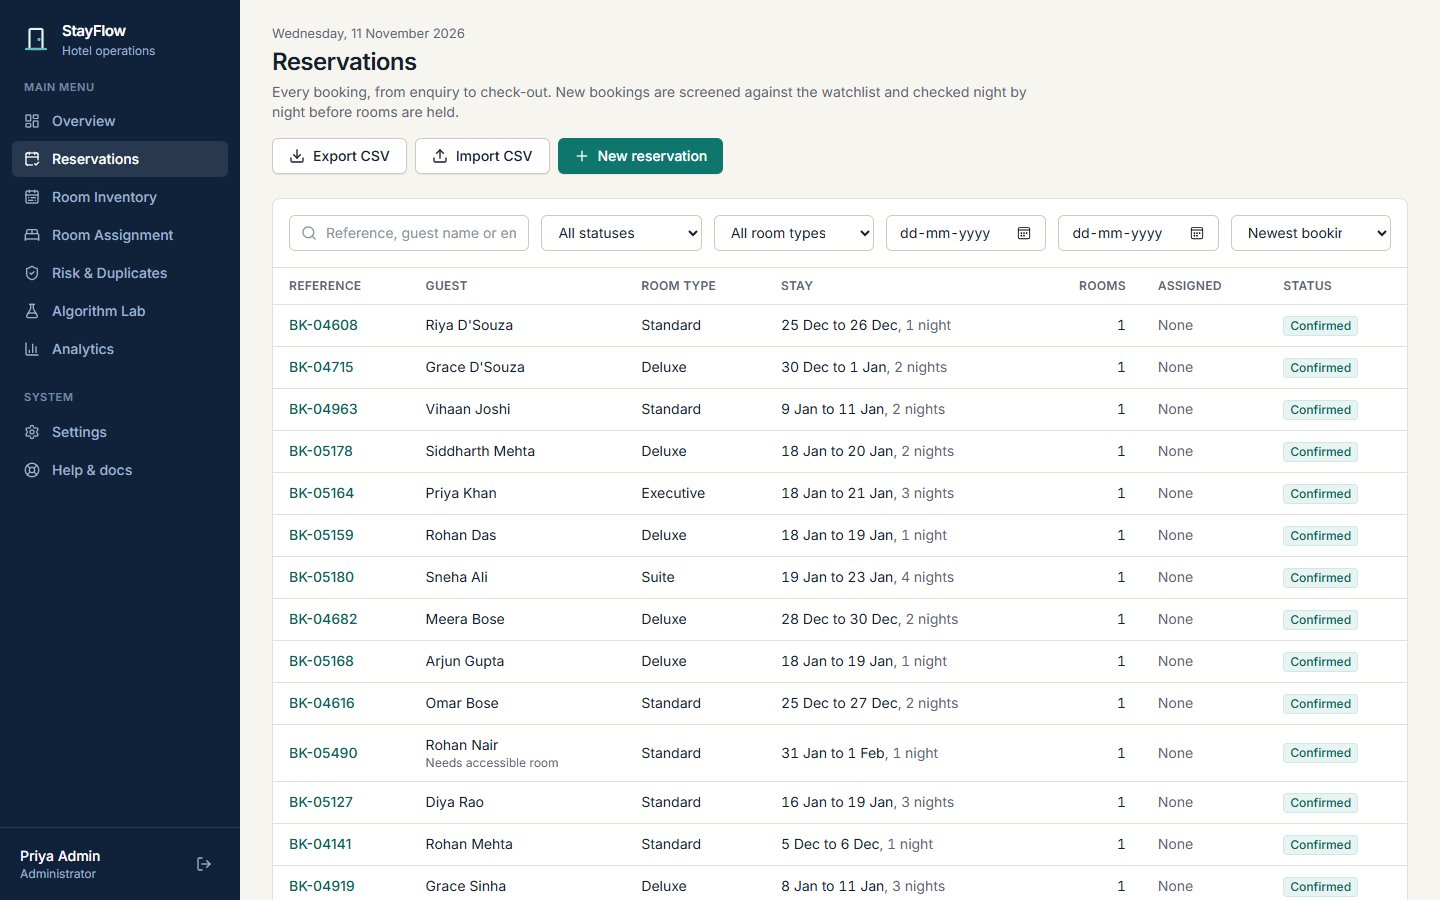 StayFlow
Hotel operations
MAIN MENU
Overview
Reservations
Room Inventory
Room Assignment
Risk & Duplicates
Algorithm Lab
Analytics
SYSTEM
Settings
Help & docs
Priya Admin
Administrator
Wednesday, 11 November 2026
Reservations
Every booking, from enquiry to check-out. New bookings are screened against the watchlist and checked night by
night before rooms are held.
Export CSV Import CSV New reservation
Reference, guest name or en All statuses All room types dd-mm-yyyy dd-mm-yyyy Newest bookin
REFERENCE GUEST ROOM TYPE STAY ROOMS ASSIGNED STATUS
BK-04608 Riya D'Souza Standard 25 Dec to 26 Dec, 1 night 1 None Confirmed
BK-04715 Grace D'Souza Deluxe 30 Dec to 1 Jan, 2 nights 1 None Confirmed
BK-04963 Vihaan Joshi Standard 9 Jan to 11 Jan, 2 nights 1 None Confirmed
BK-05178 Siddharth Mehta Deluxe 18 Jan to 20 Jan, 2 nights 1 None Confirmed
BK-05164 Priya Khan Executive 18 Jan to 21 Jan, 3 nights 1 None Confirmed
BK-05159 Rohan Das Deluxe 18 Jan to 19 Jan, 1 night 1 None Confirmed
BK-05180 Sneha Ali Suite 19 Jan to 23 Jan, 4 nights 1 None Confirmed
BK-04682 Meera Bose Deluxe 28 Dec to 30 Dec, 2 nights 1 None Confirmed
BK-05168 Arjun Gupta Deluxe 18 Jan to 19 Jan, 1 night 1 None Confirmed
BK-04616 Omar Bose Standard 25 Dec to 27 Dec, 2 nights 1 None Confirmed
BK-05490 Rohan Nair Standard 31 Jan to 1 Feb, 1 night 1 None Confirmed
Needs accessible room
BK-05127 Diya Rao Standard 16 Jan to 19 Jan, 3 nights 1 None Confirmed
BK-04141 Rohan Mehta Standard 5 Dec to 6 Dec, 1 night 1 None Confirmed
BK-04919 Grace Sinha Deluxe 8 Jan to 11 Jan, 3 nights 1 None Confirmed